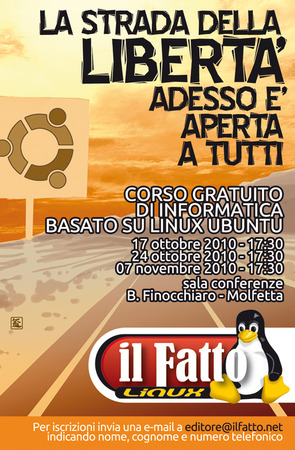 LA STRADA DELLA
LIBERTA'
ADESSO E'
APERTA
A TUTTI
CORSO GRATUITO
DI INFORMATICA
BASATO SU LINUX UBUNTU
17 ottobre 2010 - 17:30
24 ottobre 2010 - 17:30
07 novembre 2010 - 17:30
sala conferenze
B. Finocchiaro - Molfetta
il Fatto
LINUX
Per iscrizioni invia una e-mail a editore@ilfatto.net
indicando nome, cognome e numero telefonico